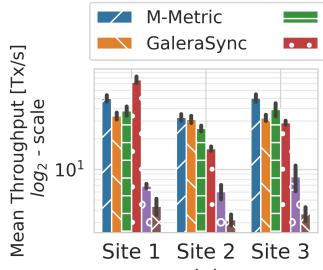 M-Metric
GaleraSync
Mean Throughput [Tx/s]
log₂ - scale
10¹
Site 1 Site 2 Site 3